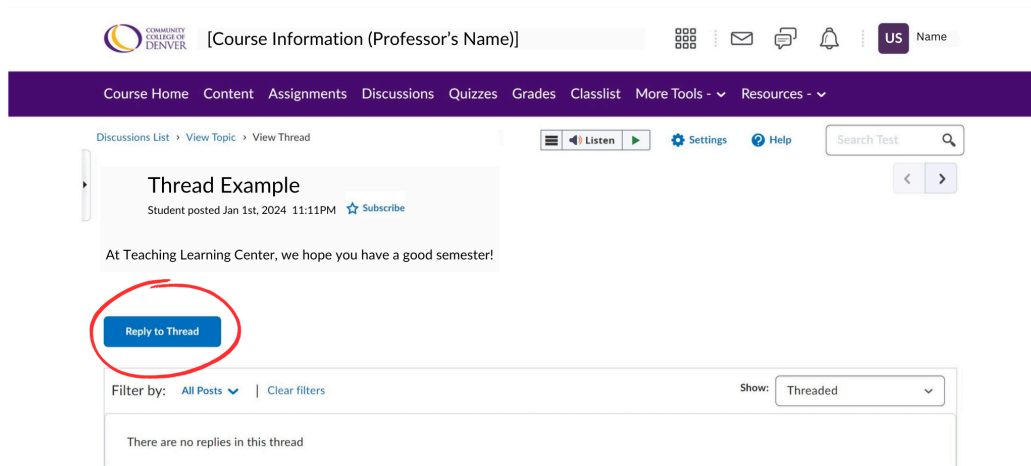 COMMUNITY
COLLEGE OF
DENVER
[Course Information (Professor's Name)]
US Name
Course Home Content Assignments Discussions Quizzes Grades Classlist More Tools - Resources -
Discussions List › View Topic › View Thread
Listen
Settings
Help
Search Test
Thread Example
Student posted Jan 1st, 2024 11:11PM Subscribe
At Teaching Learning Center, we hope you have a good semester!
Reply to Thread
Filter by: All Posts | Clear filters
Show: Threaded
There are no replies in this thread